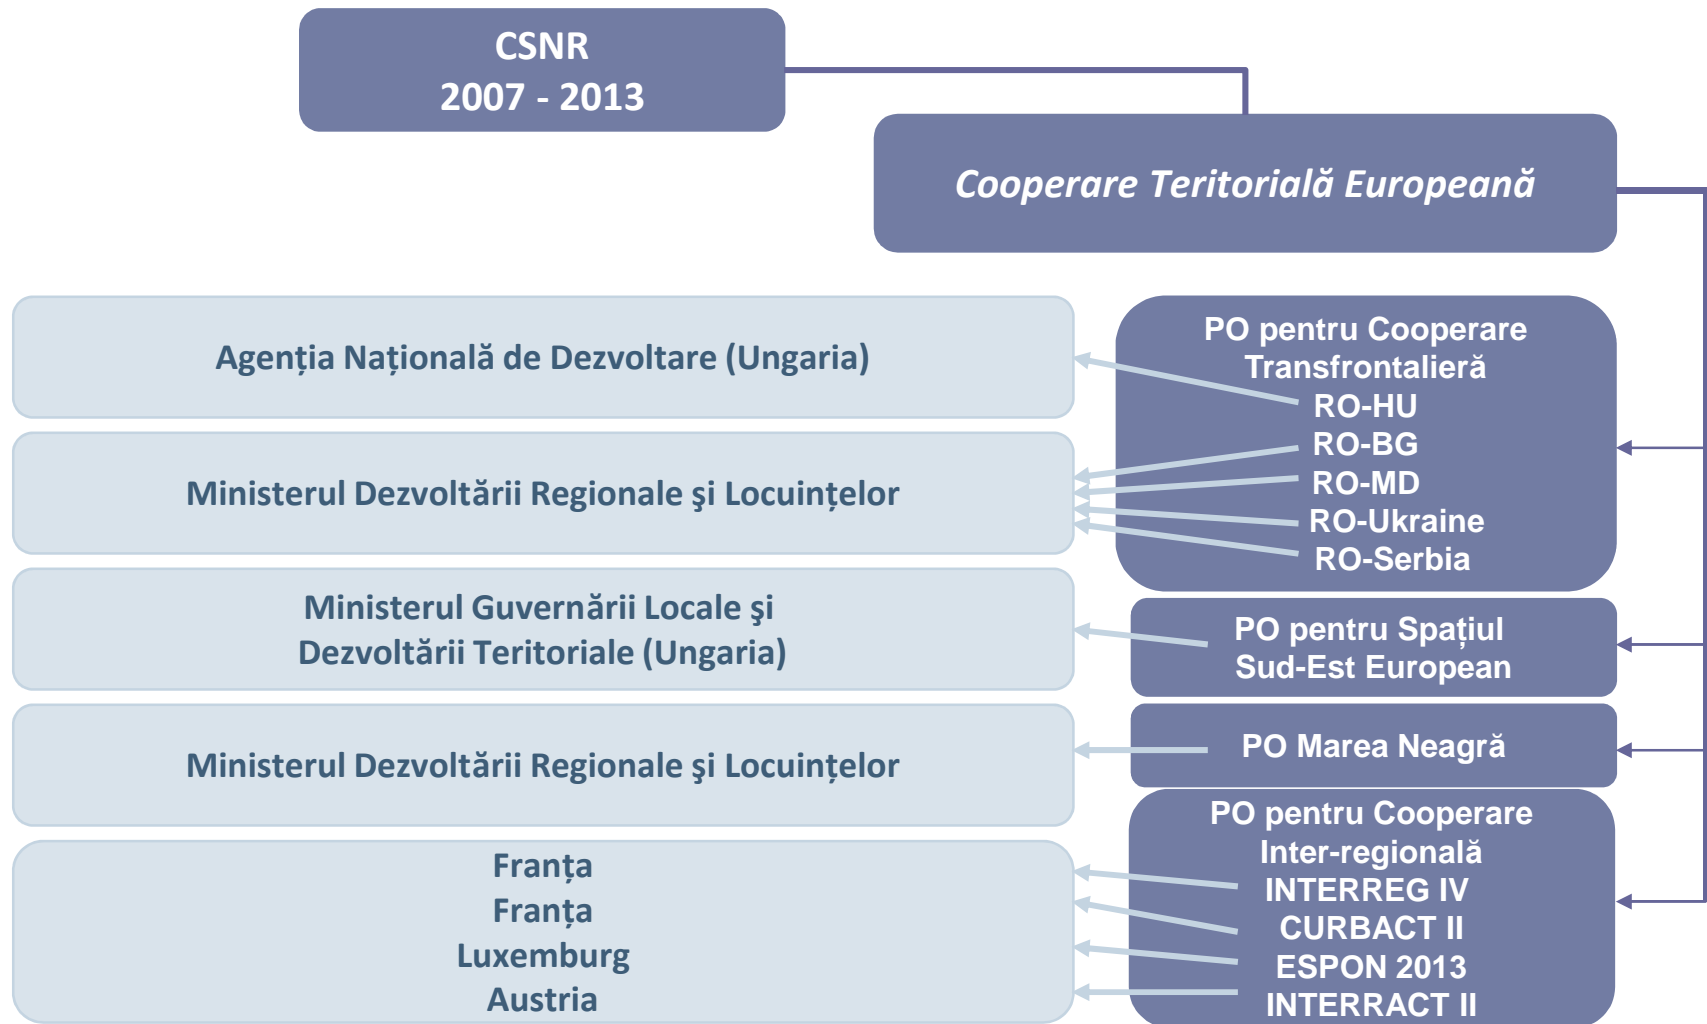 CSNR
2007 - 2013
Cooperare Teritorială Europeană
Agenția Națională de Dezvoltare (Ungaria)
PO pentru Cooperare
Transfrontalieră
RO-HU
RO-BG
RO-MD
RO-Ukraine
RO-Serbia
Ministerul Dezvoltării Regionale şi Locuințelor
Ministerul Guvernării Locale şi
Dezvoltării Teritoriale (Ungaria)
PO pentru Spațiul
Sud-Est European
Ministerul Dezvoltării Regionale şi Locuințelor
PO Marea Neagră
Franța
Franța
Luxemburg
Austria
PO pentru Cooperare
Inter-regională
INTERREG IV
CURBACT II
ESPON 2013
INTERRACT II